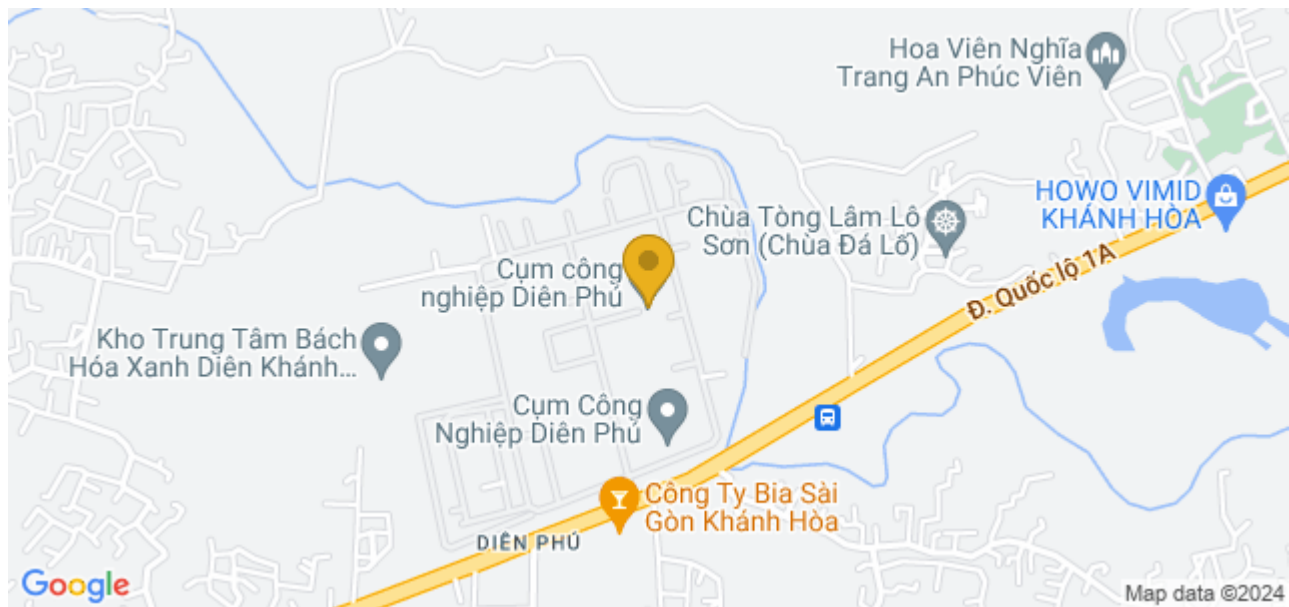 Hoa Viên Nghĩa
Trang An Phúc Viên
HOWO VIMID
KHÁNH HÒA
Chùa Tòng Lâm Lô
Sơn (Chùa Đá Lố)
Đ. Quốc lộ 1A
Cụm công
nghiệp Diên Phú
Kho Trung Tâm Bách
Hóa Xanh Diên Khánh...
Cụm Công
Nghiệp Diên Phú
Công Ty Bia Sài
Gòn Khánh Hòa
DIÊN PHÚ
Google
Map data ©2024